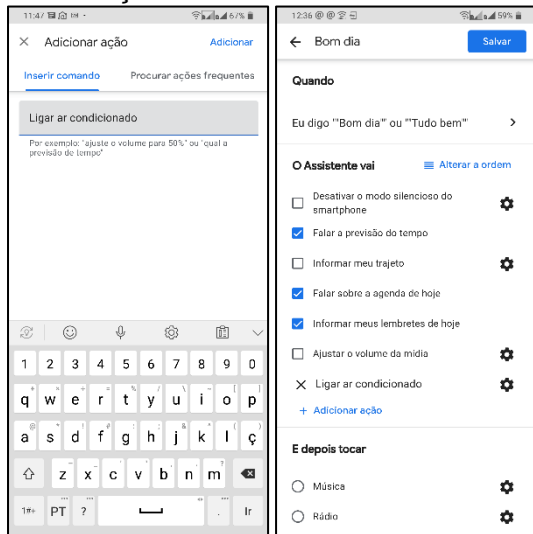 11:47
67%
× Adicionar ação Adicionar
Inserir comando Procurar ações frequentes
Ligar ar condicionado
Por exemplo: "ajuste o volume para 50%" ou "qual a
previsão de tempo"
1 2 3 4 5 6 7 8 9 0
q w e r t y u i o p
a s d f g h j k l ç
z x c v b n m
1#+ PT ? . Ir
12:36 @ @
59%
← Bom dia Salvar
Quando
Eu digo "'Bom dia'" ou "'Tudo bem'" >
O Assistente vai Alterar a ordem
Desativar o modo silencioso do
smartphone
Falar a previsão do tempo
Informar meu trajeto
Falar sobre a agenda de hoje
Informar meus lembretes de hoje
Ajustar o volume da mídia
× Ligar ar condicionado
+ Adicionar ação
E depois tocar
Música
Rádio